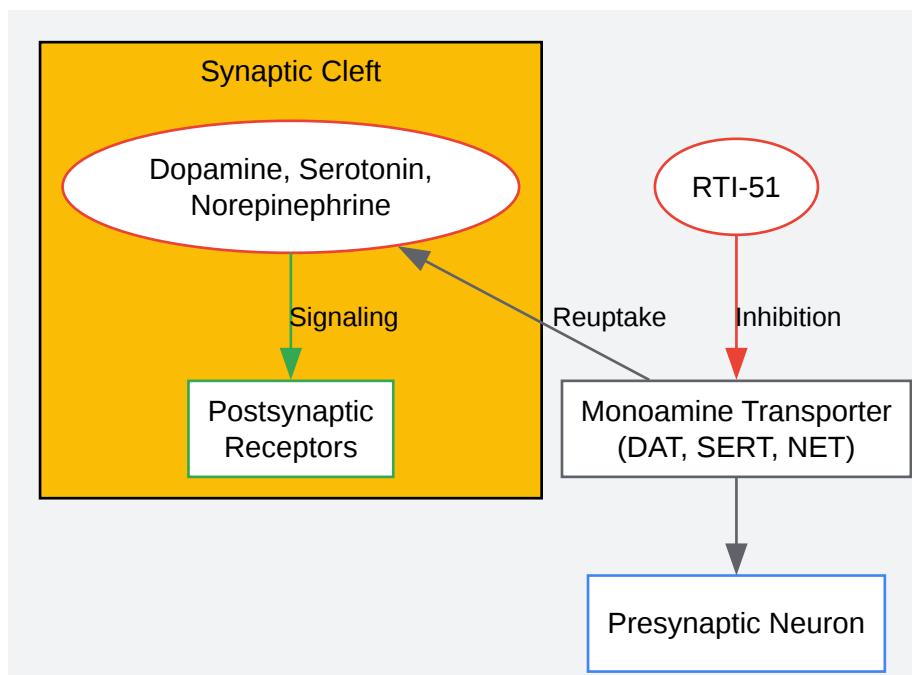 Synaptic Cleft
Dopamine, Serotonin,
Norepinephrine
RTI-51
Signaling
Reuptake
Inhibition
Postsynaptic
Receptors
Monoamine Transporter
(DAT, SERT, NET)
Presynaptic Neuron